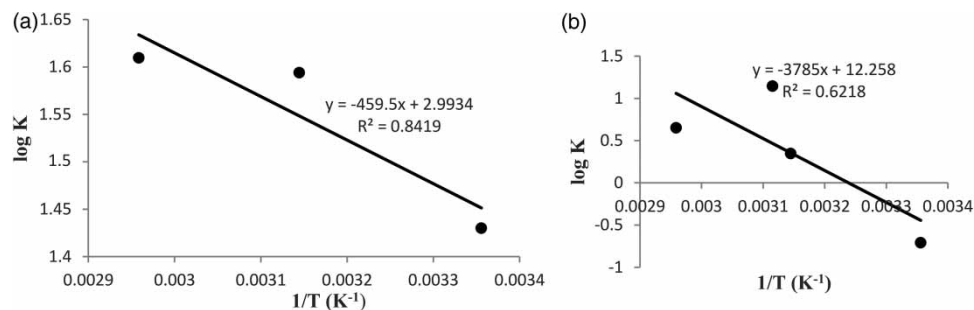 (a)
1.65
1.6
1.55
1.5
1.45
1.4
log K
y = -459.5x + 2.9934
R² = 0.8419
0.0029 0.003 0.0031 0.0032 0.0033 0.0034
1/T (K⁻¹)
(b)
1.5
1
0.5
0
-0.5
-1
log K
y = -3785x + 12.258
R² = 0.6218
0.0029 0.003 0.0031 0.0032 0.0033 0.0034
1/T (K⁻¹)